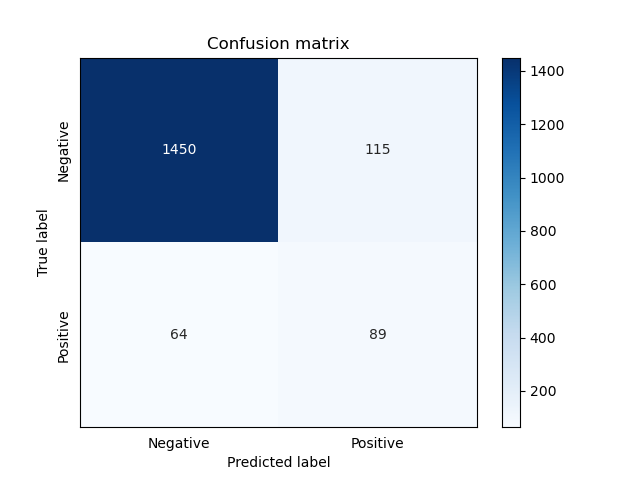 Confusion matrix
True label
Negative
1450
115
Positive
64
89
Negative
Positive
Predicted label
1400
1200
1000
800
600
400
200